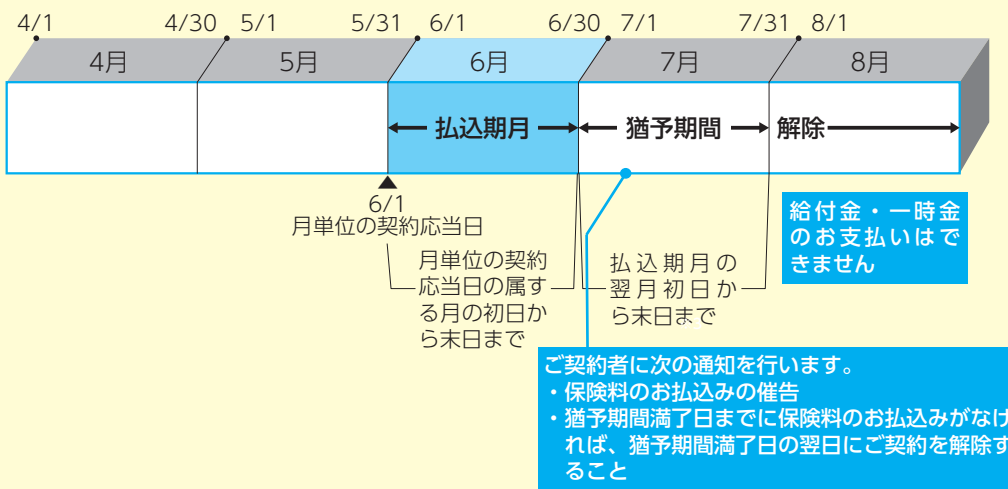 4/1 4/30 5/1 5/31 6/1 6/30 7/1 7/31 8/1
4月 5月 6月 7月 8月
払込期月 猶予期間 解除
6/1
月単位の契約応当日
給付金・一時金
のお支払いはで
きません
月単位の契約
応当日の属す
る月の初日か
ら末日まで
払込期月の
翌月初日か
ら末日まで
ご契約者に次の通知を行います。
・保険料のお払込みの催告
・猶予期間満了日までに保険料のお払込みがなけ
れば、猶予期間満了日の翌日にご契約を解除す
ること